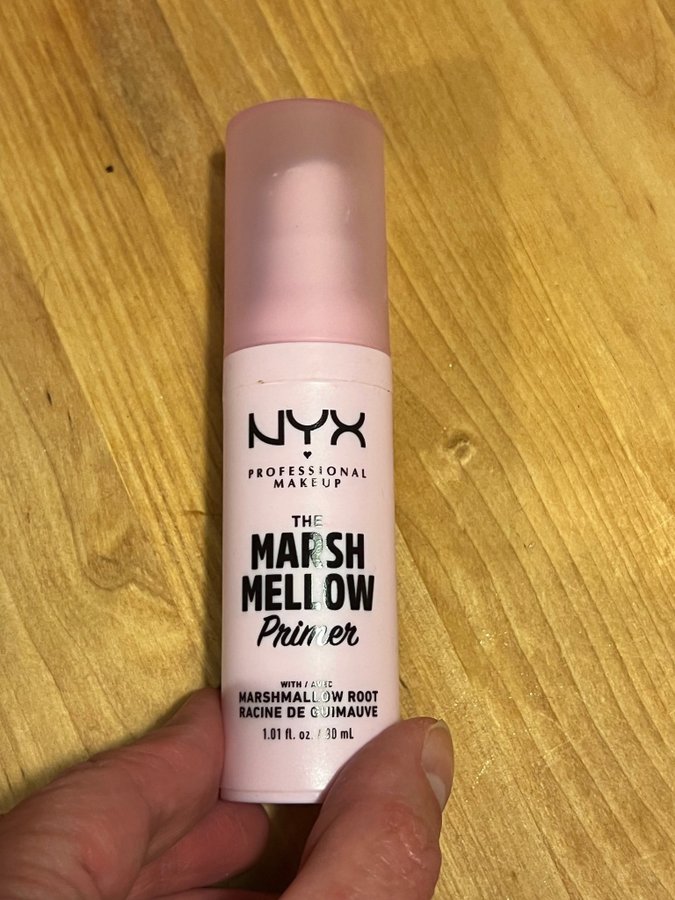 NYX
PROFESSIONAL
MAKEUP
THE
MARSH
MELLOW
Primer
WITH / AVEC
MARSHMALLOW ROOT
RACINE DE GUIMAUVE
1.01 fl. oz. / 30 mL